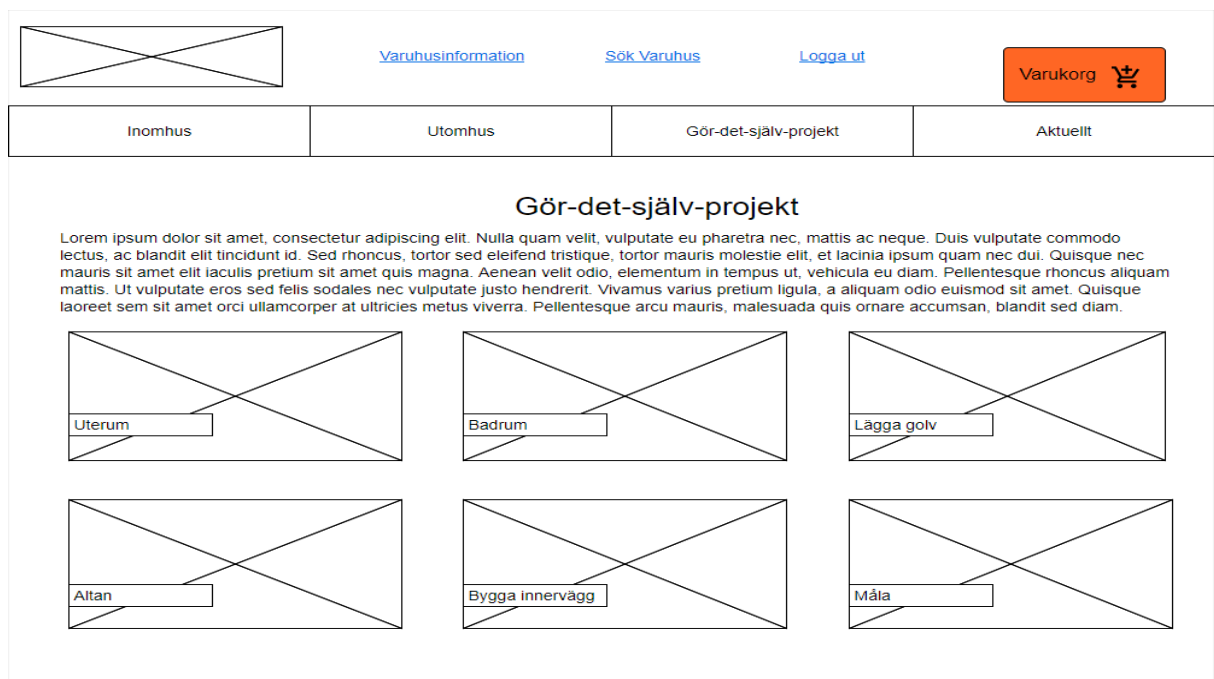 Varuhusinformation Sök Varuhus Logga ut
Varukorg
Inomhus Utomhus Gör-det-själv-projekt Aktuellt
Gör-det-själv-projekt
Lorem ipsum dolor sit amet, consectetur adipiscing elit. Nulla quam velit, vulputate eu pharetra nec, mattis ac neque. Duis vulputate commodo
lectus, ac blandit elit tincidunt id. Sed rhoncus, tortor sed eleifend tristique, tortor mauris molestie elit, et lacinia ipsum quam nec dui. Quisque nec
mauris sit amet elit iaculis pretium sit amet quis magna. Aenean velit odio, elementum in tempus ut, vehicula eu diam. Pellentesque rhoncus aliquam
mattis. Ut vulputate eros sed felis sodales nec vulputate justo hendrerit. Vivamus varius pretium ligula, a aliquam odio euismod sit amet. Quisque
laoreet sem sit amet orci ullamcorper at ultricies metus viverra. Pellentesque arcu mauris, malesuada quis ornare accumsan, blandit sed diam.
Uterum Badrum Lägga golv
Altan Bygga innervägg Måla